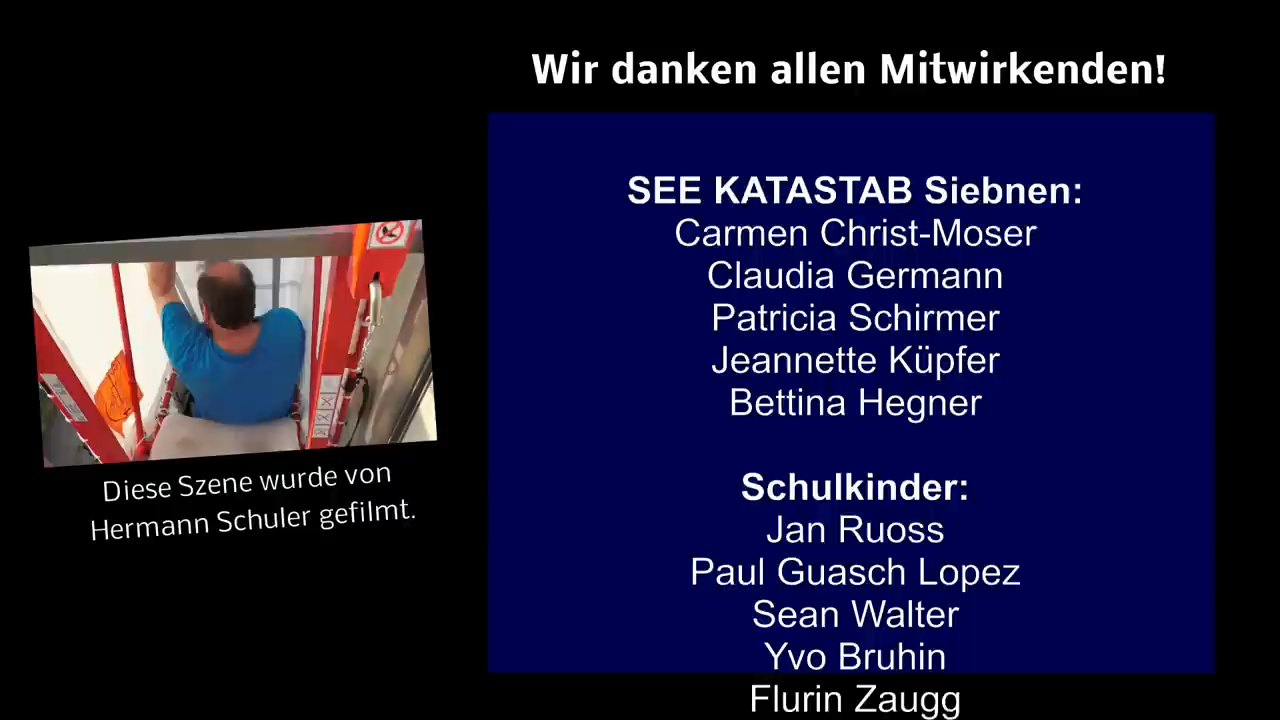 Wir danken allen Mitwirkenden!
SEE KATASTAB Siebnen:
Carmen Christ-Moser
Claudia Germann
Patricia Schirmer
Jeannette Küpfer
Bettina Hegner
Schulkinder:
Jan Ruoss
Paul Guasch Lopez
Sean Walter
Yvo Bruhin
Flurin Zaugg
Diese Szene wurde von
Hermann Schuler gefilmt.